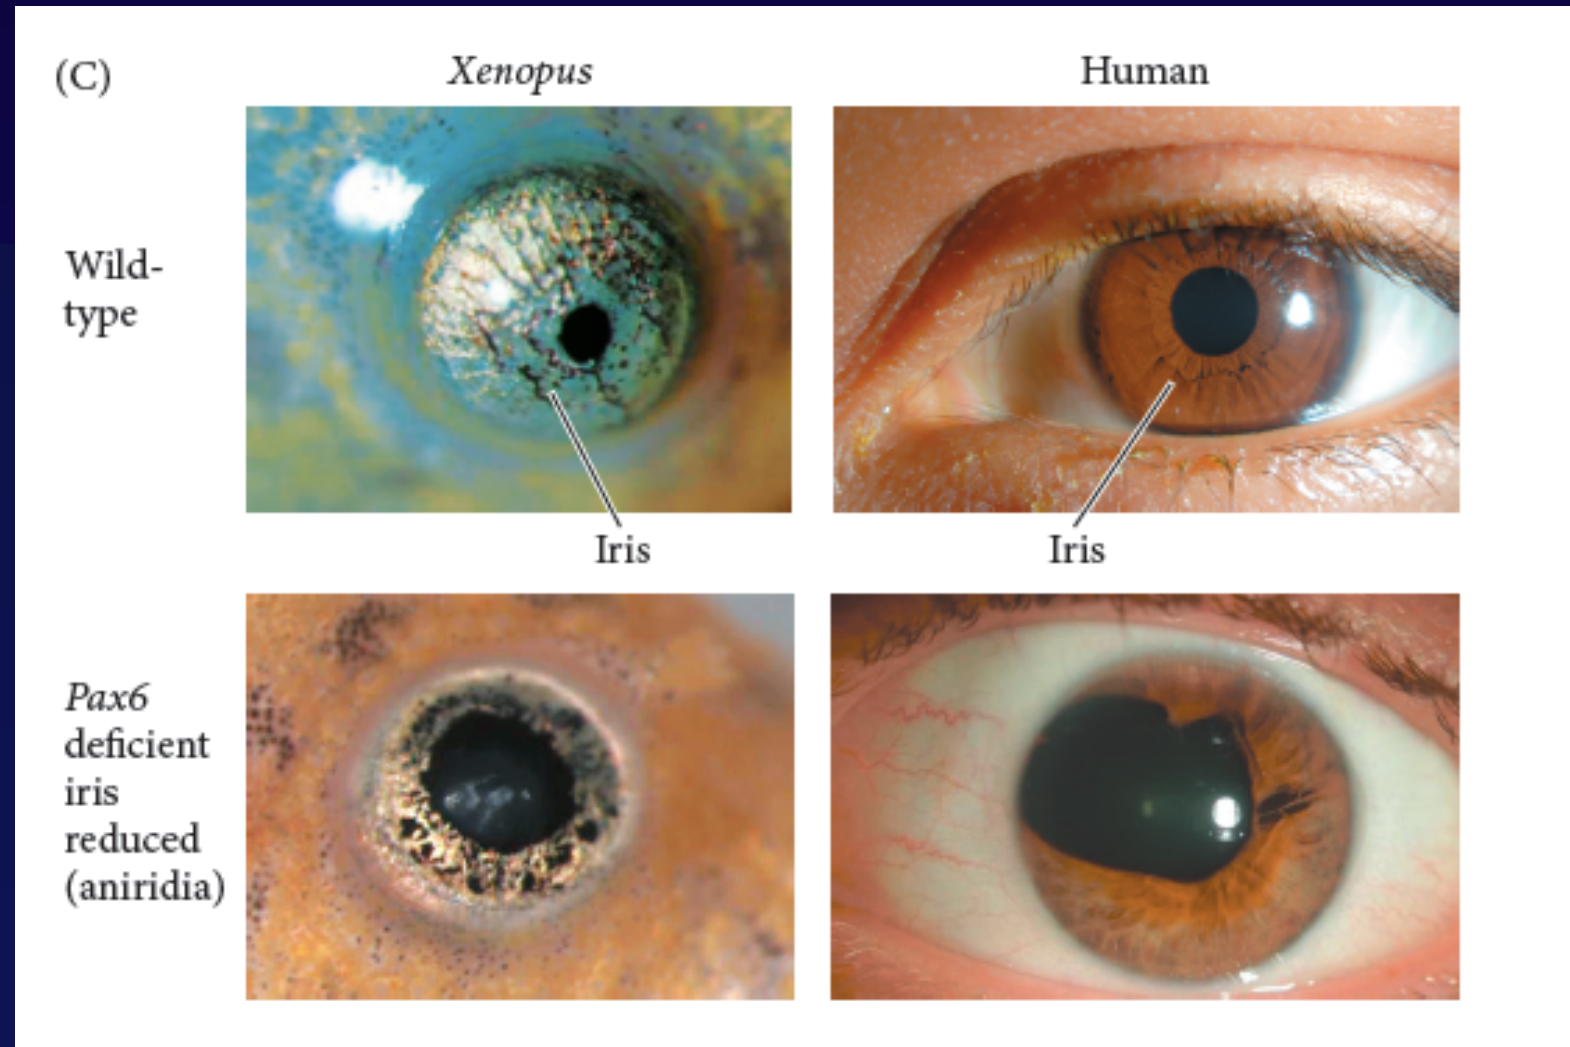 (C)
Xenopus
Human
Wild-
type
Iris
Iris
Pax6
deficient
iris
reduced
(aniridia)